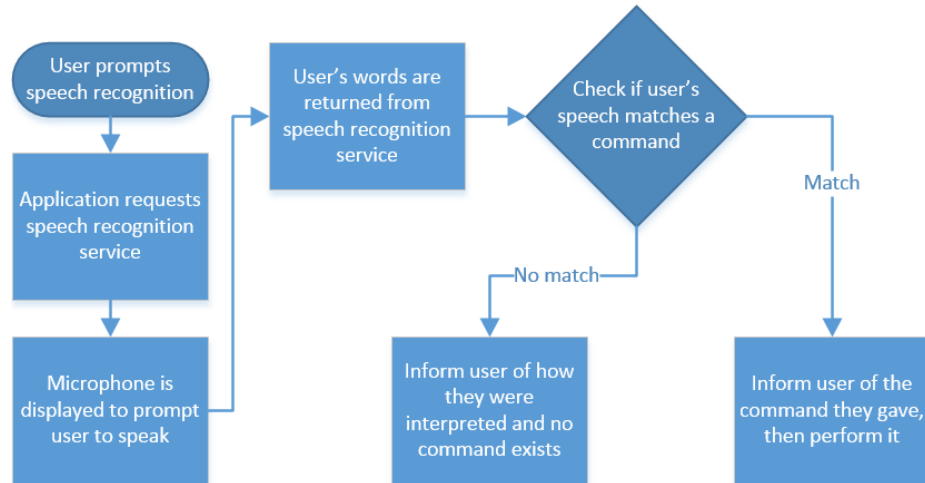 User prompts
speech recognition
Application requests
speech recognition
service
Microphone is
displayed to prompt
user to speak
User's words are
returned from
speech recognition
service
Check if user's
speech matches a
command
No match
Match
Inform user of how
they were
interpreted and no
command exists
Inform user of the
command they gave,
then perform it